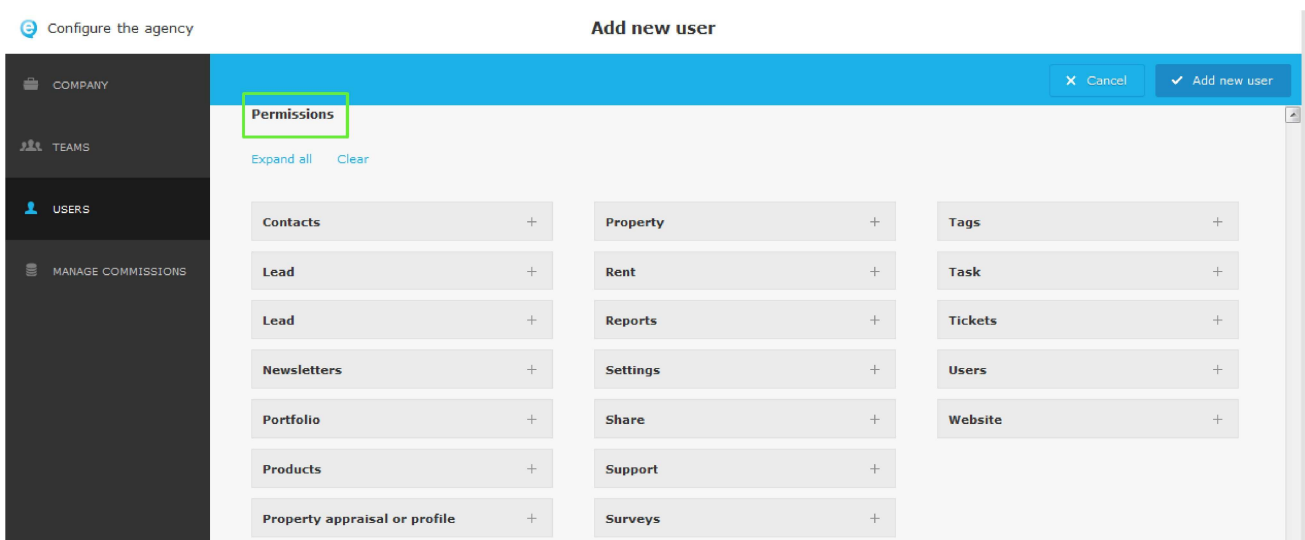 Configure the agency
Add new user
COMPANY
TEAMS
USERS
MANAGE COMMISSIONS
Cancel
Add new user
Permissions
Expand all Clear
Contacts
Property
Tags
Lead
Rent
Task
Lead
Reports
Tickets
Newsletters
Settings
Users
Portfolio
Share
Website
Products
Support
Property appraisal or profile
Surveys